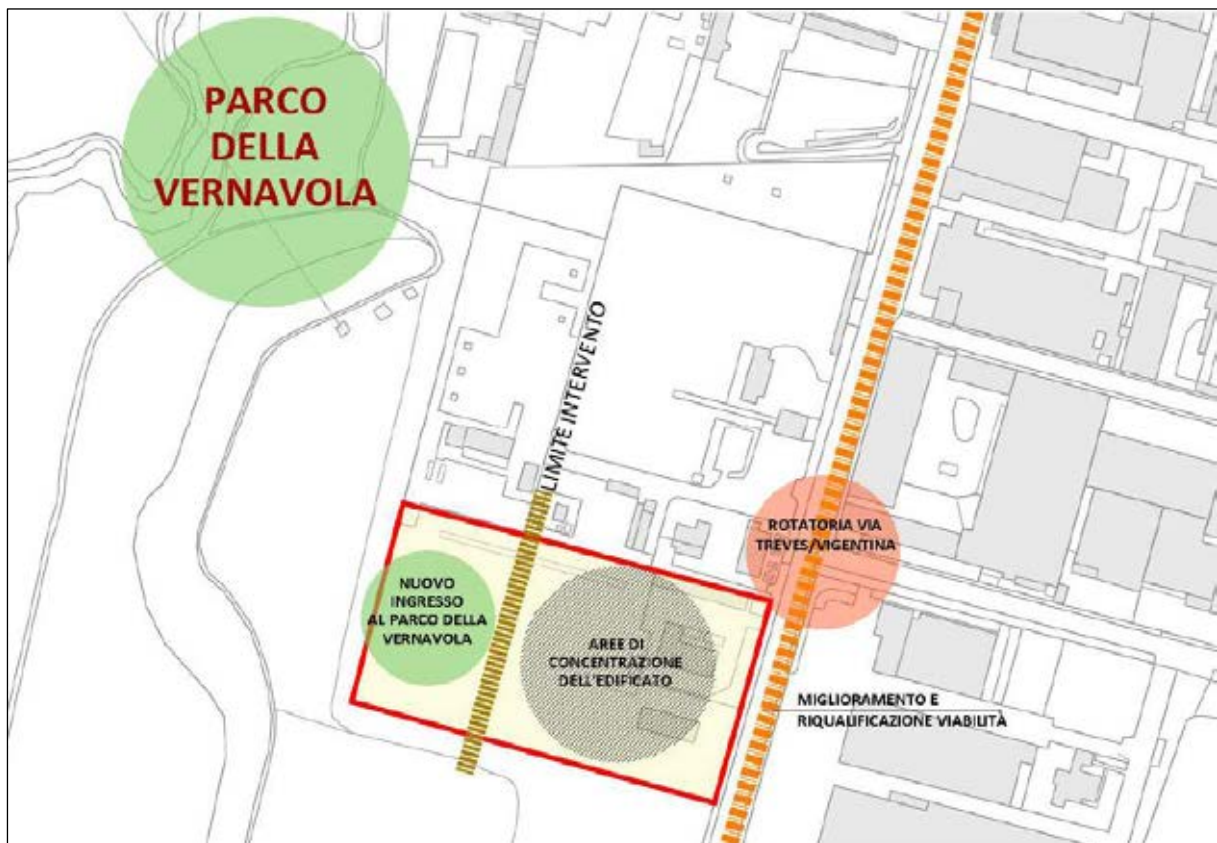 PARCO
DELLA
VERNAVOLA
LIMITE INTERVENTO
ROTATORIA VIA
TREVES/VIGENTINA
NUOVO
INGRESSO
AL PARCO DELLA
VERNAVOLA
AREE DI
CONCENTRAZIONE
DELL'EDIFICATO
MIGLIORAMENTO E
RIQUALIFICAZIONE VIABILITÀ